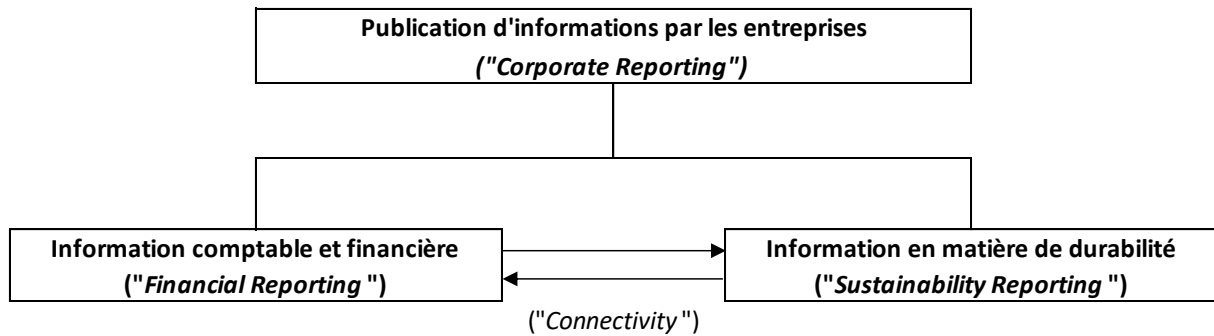 Publication d'informations par les entreprises
("Corporate Reporting")
Information comptable et financière
("Financial Reporting ")
Information en matière de durabilité
("Sustainability Reporting ")
("Connectivity ")